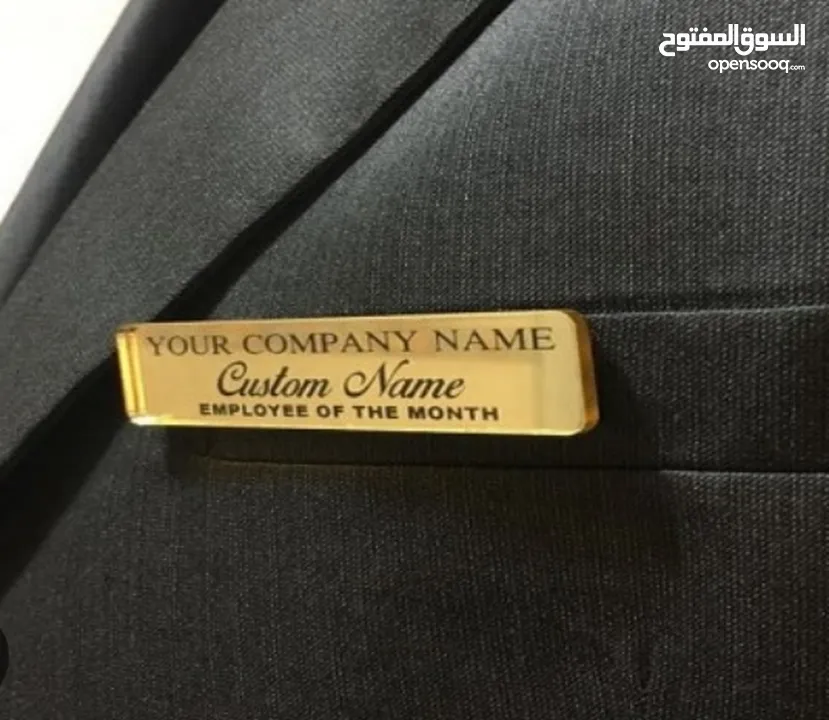 السوق المفتوح
opensooq.com
YOUR COMPANY NAME
Custom Name
EMPLOYEE OF THE MONTH